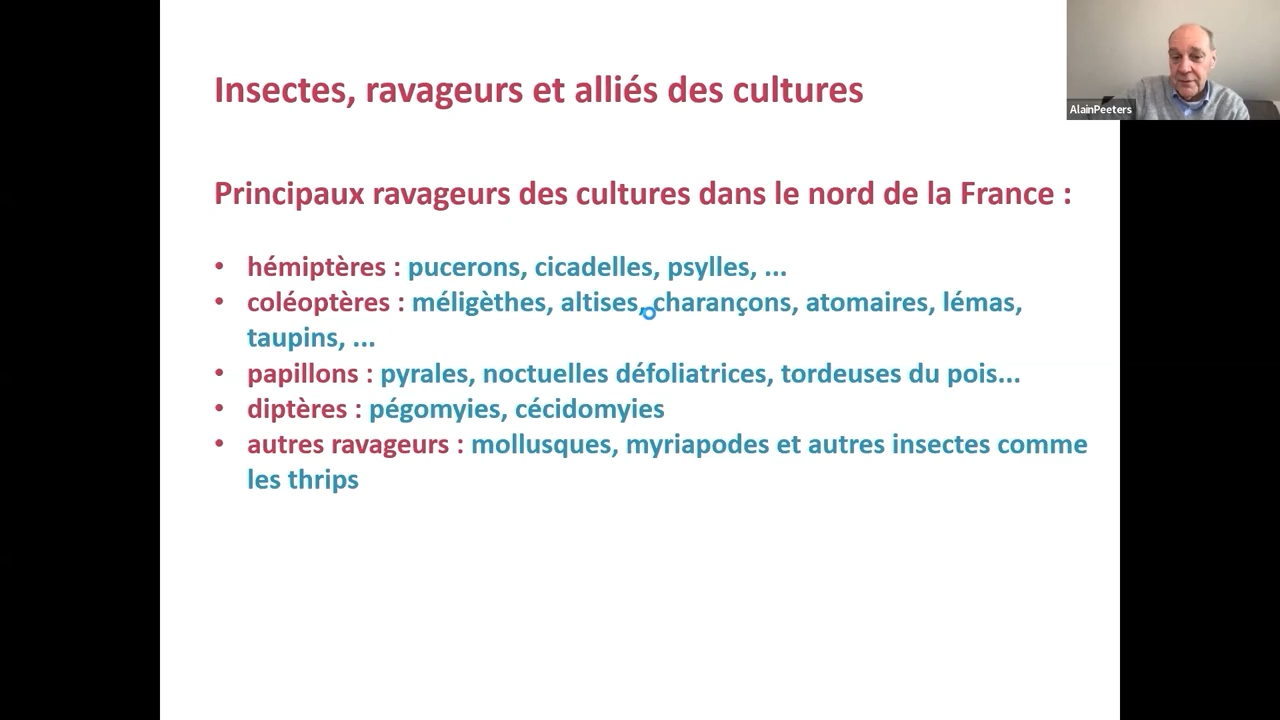 Insectes, ravageurs et alliés des cultures
AlainPeeters
Principaux ravageurs des cultures dans le nord de la France :
• hémiptères : pucerons, cicadelles, psylles, ...
• coléoptères : méligèthes, altises, charançons, atomaires, lémas,
taupins, ...
• papillons : pyrales, noctuelles défoliatrices, tordeuses du pois...
• diptères : pégomyies, cécidomyies
• autres ravageurs : mollusques, myriapodes et autres insectes comme
les thrips